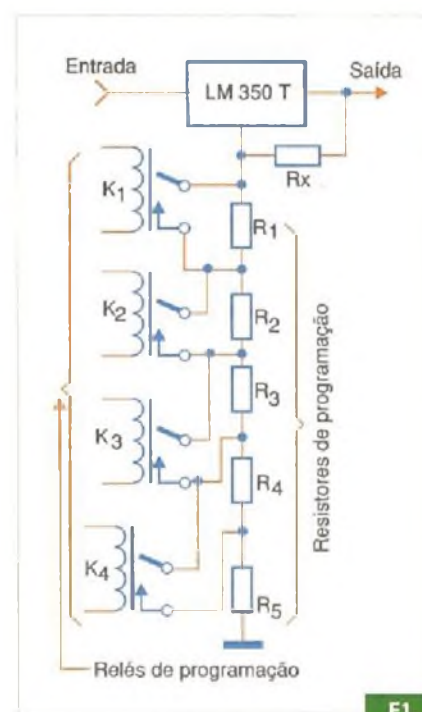 Entrada
LM 350 T
Saída
Rx
K1
R1
K2
R2
K3
R3
K4
R4
R5
Resistores de programação
Relés de programação
F1